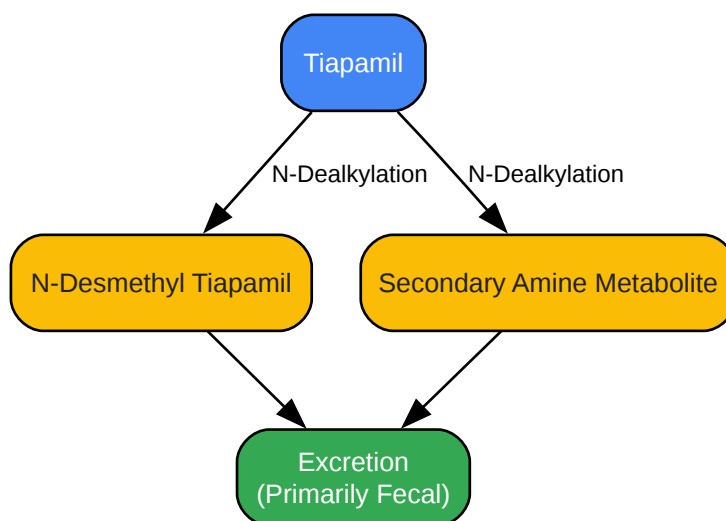 Tiapamil
N-Dealkylation
N-Dealkylation
N-Desmethyl Tiapamil
Secondary Amine Metabolite
Excretion
(Primarily Fecal)